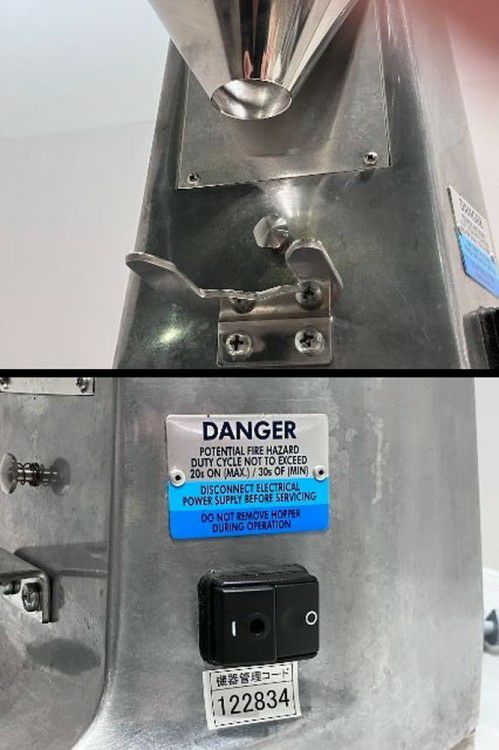 DANGER
DANGER
POTENTIAL FIRE HAZARD
DUTY CYCLE NOT TO EXCEED
20s ON (MAX.) / 30s OF (MIN)
DISCONNECT ELECTRICAL
POWER SUPPLY BEFORE SERVICING
DO NOT REMOVE HOPPER
DURING OPERATION
機器管理コード
122834